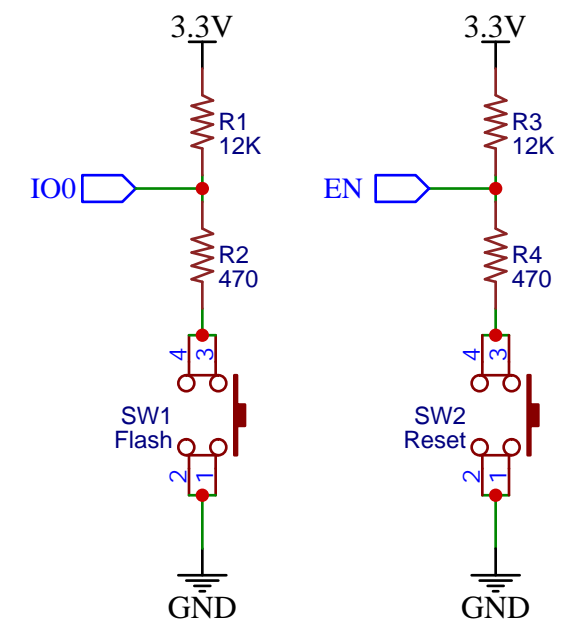 3.3V
R1
12K
IO0
R2
470
4
3
SW1
Flash
2
1
GND
3.3V
R3
12K
EN
R4
470
4
3
SW2
Reset
2
1
GND